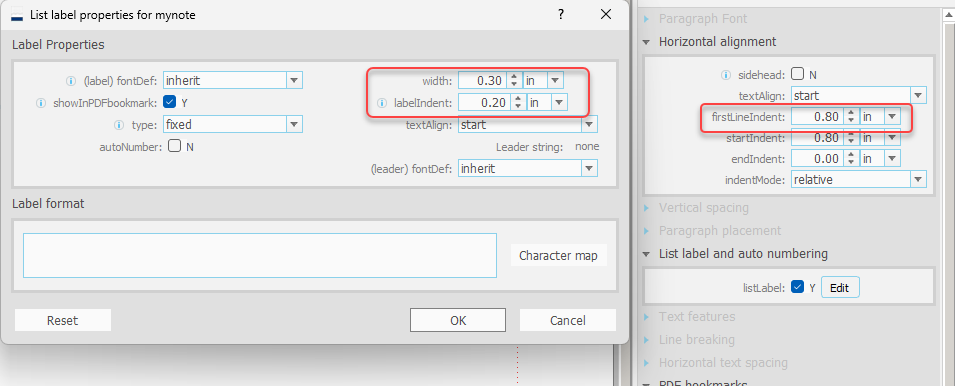 List label properties for mynote ?
Label Properties
(label) fontDef: inherit
showInPDFbookmark: Y
type: fixed
autoNumber: N
width: 0.30 in
labelIndent: 0.20 in
textAlign: start
Leader string: none
(leader) fontDef: inherit
Label format
Character map
Reset
OK
Cancel
Paragraph Font
Horizontal alignment
sidehead: N
textAlign: start
firstLineIndent: 0.80 in
startIndent: 0.80 in
endIndent: 0.00 in
indentMode: relative
Vertical spacing
Paragraph placement
List label and auto numbering
listLabel: Y Edit
Text features
Line breaking
Horizontal text spacing
PDF bookmarks